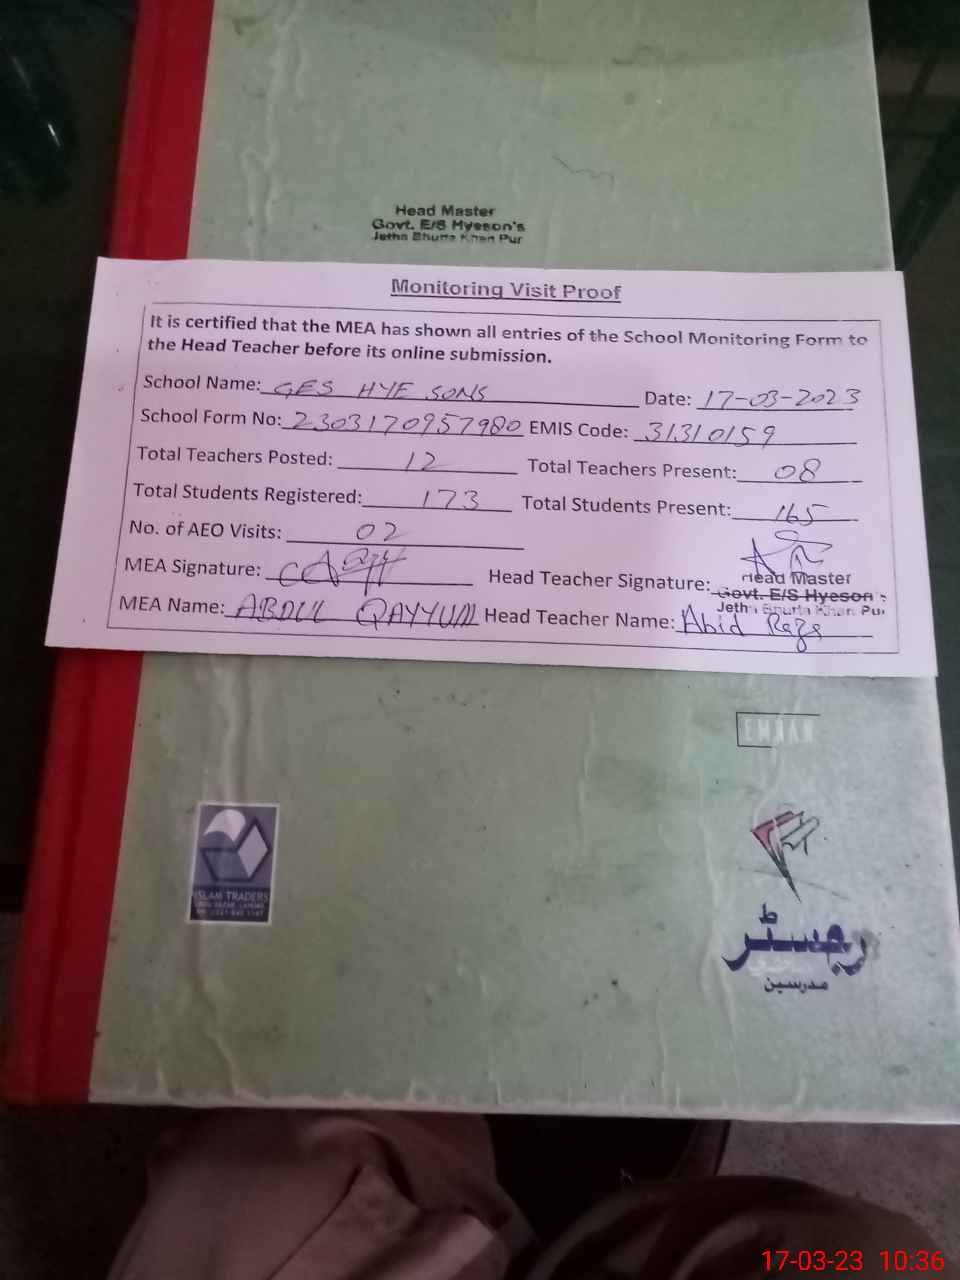 Head Master
Govt. E/S Hyeson's
Jetha Bhutta Khan Pur
Monitoring Visit Proof
It is certified that the MEA has shown all entries of the School Monitoring Form to
the Head Teacher before its online submission.
School Name: GES HYE SONS Date: 17-03-2023
School Form No: 2303170957980 EMIS Code: 31310159
Total Teachers Posted: 12 Total Teachers Present: 08
Total Students Registered: 173 Total Students Present: 165
No. of AEO Visits: 02
MEA Signature: Head Teacher Signature:
Head Master
Govt. E/S Hyeson's
Jetha Bhutta Khan Pur
MEA Name: ABDUL QAYYUM Head Teacher Name: Abid Raza
EMRAN
ISLAM TRADERS
رجسٹر
مدرسین
17-03-23 10:36